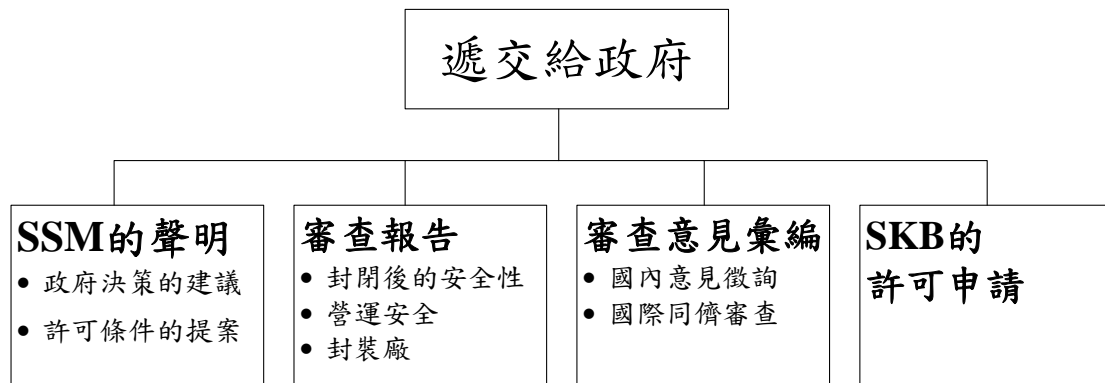 遞交給政府
SSM的聲明
• 政府決策的建議
• 許可條件的提案
審查報告
• 封閉後的安全性
• 營運安全
• 封裝廠
審查意見彙編
• 國內意見徵詢
• 國際同儕審查
SKB的
許可申請